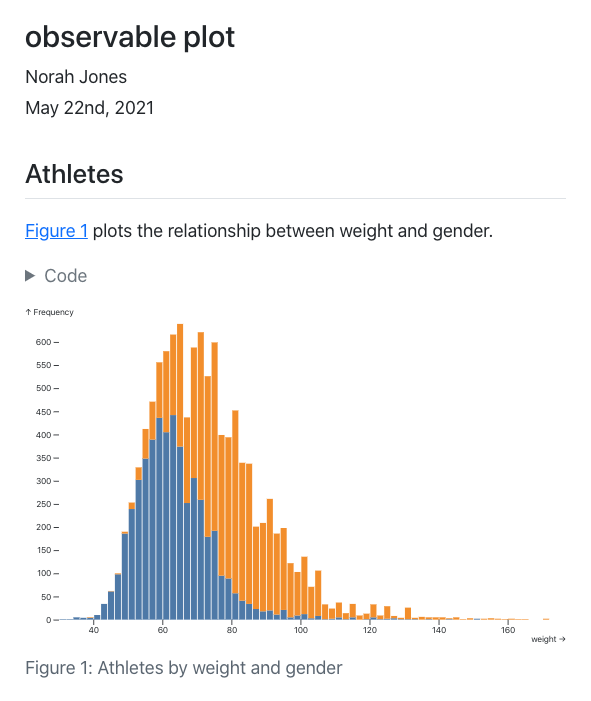 observable plot
Norah Jones
May 22nd, 2021
Athletes
Figure 1 plots the relationship between weight and gender.
▶ Code
↑ Frequency
600
550
500
450
400
350
300
250
200
150
100
50
0
40 60 80 100 120 140 160
weight →
Figure 1: Athletes by weight and gender